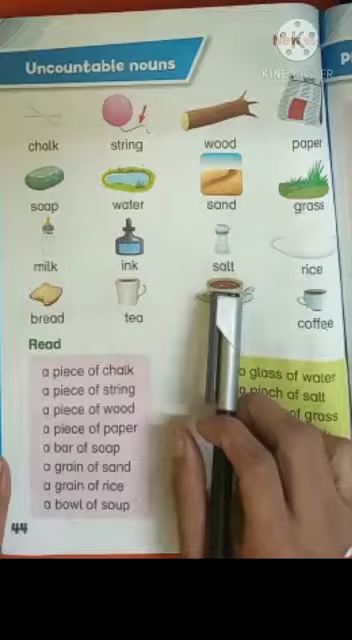 Uncountable nouns
KINEMASTER
chalk string wood paper
soap water sand grass
milk ink salt rice
bread tea coffee
Read
a piece of chalk
a piece of string
a piece of wood
a piece of paper
a bar of soap
a grain of sand
a grain of rice
a bowl of soup
a glass of water
a pinch of salt
of grass
44